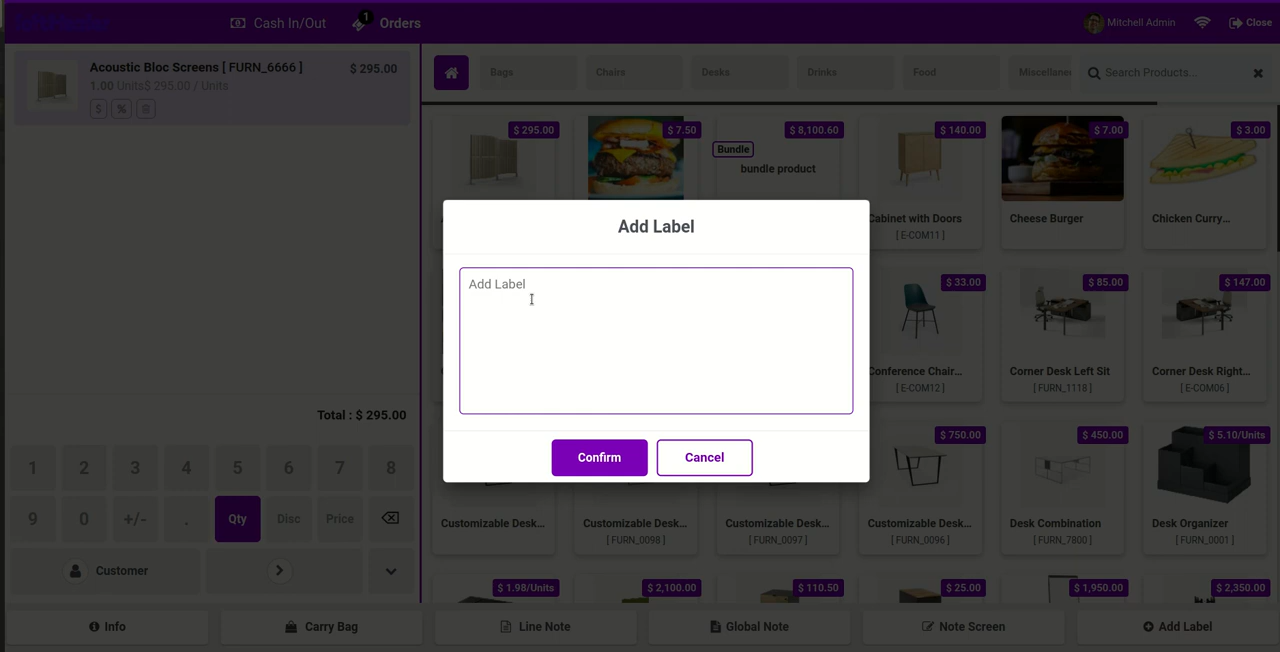 Cash In/Out
1
Orders
Mitchell Admin
Close
Acoustic Bloc Screens [ FURN_6666 ]
$ 295.00
1.00 Units$ 295.00 / Units
$
%
Total : $ 295.00
1 2 3 4 5 6 7 8
9 0 +/- . Qty Disc Price
Customer
Bags
Chairs
Desks
Drinks
Food
Miscellane
Search Products...
$ 295.00
$ 7.50
$ 8,100.60
$ 140.00
$ 7.00
$ 3.00
Bundle
bundle product
Cabinet with Doors
[ E-COM11 ]
Cheese Burger
Chicken Curry...
Add Label
Add Label
Confirm
Cancel
$ 33.00
$ 85.00
$ 147.00
Conference Chair...
[ E-COM12 ]
Corner Desk Left Sit
[ FURN_1118 ]
Corner Desk Right...
[ E-COM06 ]
$ 750.00
$ 450.00
$ 5.10/Units
Customizable Desk...
Customizable Desk...
[ FURN_0098 ]
Customizable Desk...
[ FURN_0097 ]
Customizable Desk...
[ FURN_0096 ]
Desk Combination
[ FURN_7800 ]
Desk Organizer
[ FURN_0001 ]
$ 1.98/Units
$ 2,100.00
$ 110.50
$ 25.00
$ 1,950.00
$ 2,350.00
Info
Carry Bag
Line Note
Global Note
Note Screen
Add Label